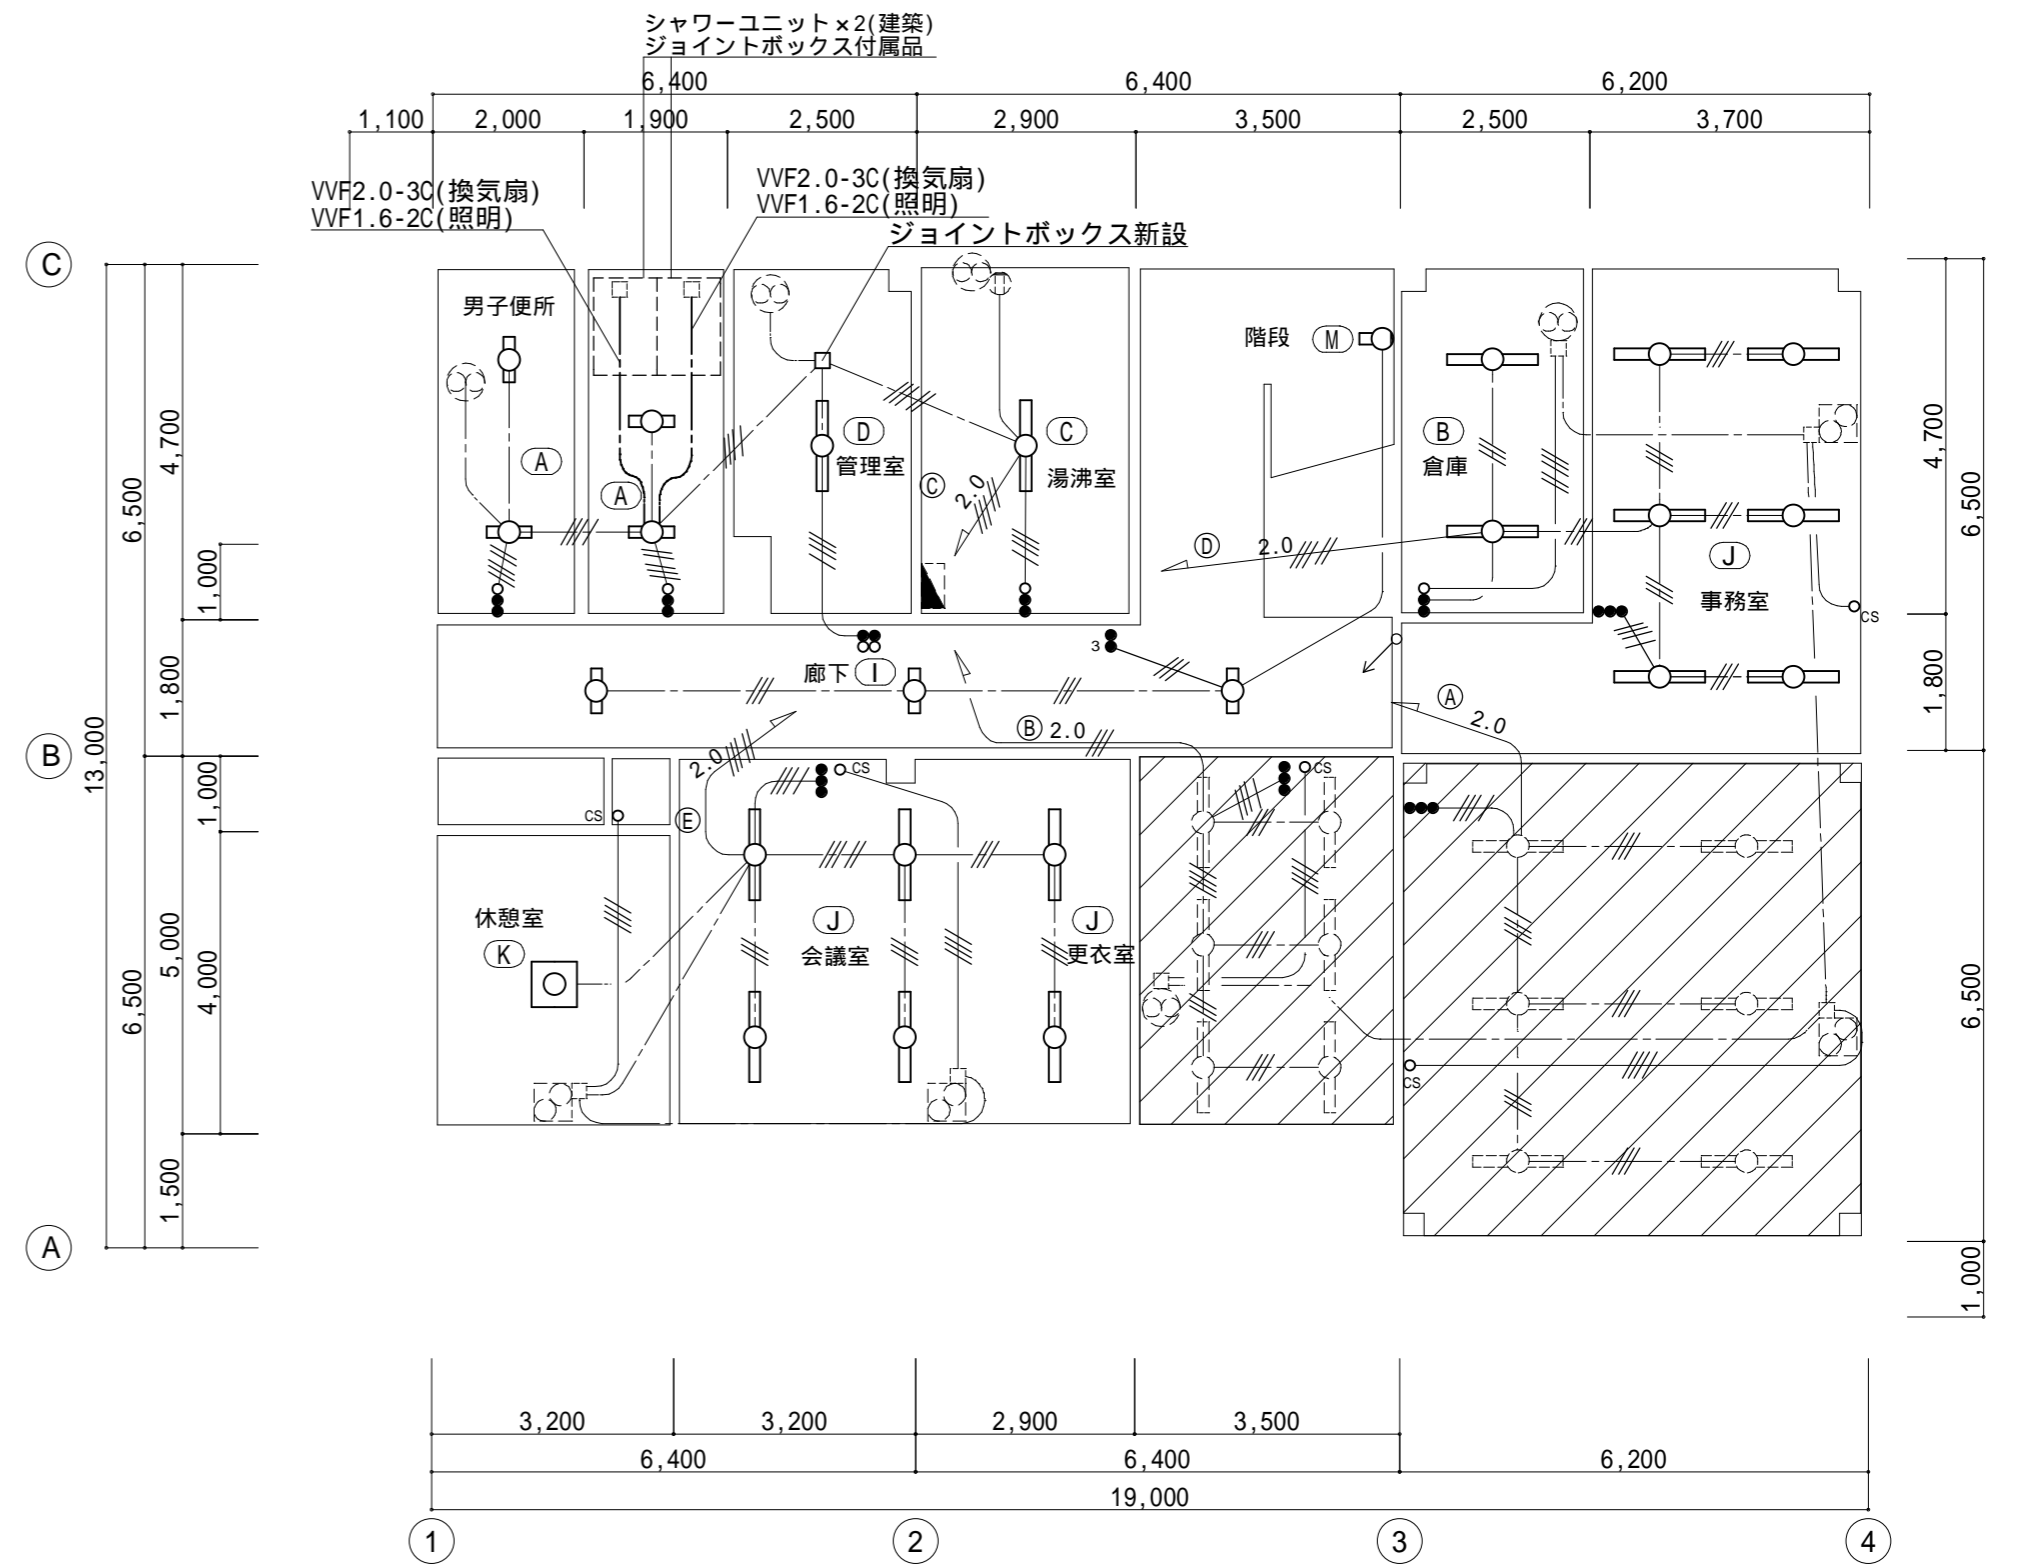 シャワーユニット×2(建築)
ジョイントボックス付属品
6,400
6,400
6,200
1,100
2,000
1,900
2,500
2,900
3,500
2,500
3,700
VVF2.0-3C(換気扇)
VVF1.6-2C(照明)
VVF2.0-3C(換気扇)
VVF1.6-2C(照明)
ジョイントボックス新設
C
男子便所
階段
M
A
A
D
管理室
C
湯沸室
C
2.0
B
倉庫
D
2.0
J
事務室
CS
4,700
6,500
1,000
1,800
13,000
4,700
6,500
1,800
3
廊下
I
B
2.0
A
2.0
B
2.0
CS
CS
CS
E
1,000
5,000
4,000
6,500
1,500
休憩室
K
J
会議室
J
更衣室
CS
6,500
1,000
A
3,200
3,200
2,900
3,500
6,400
6,400
6,200
19,000
1
2
3
4